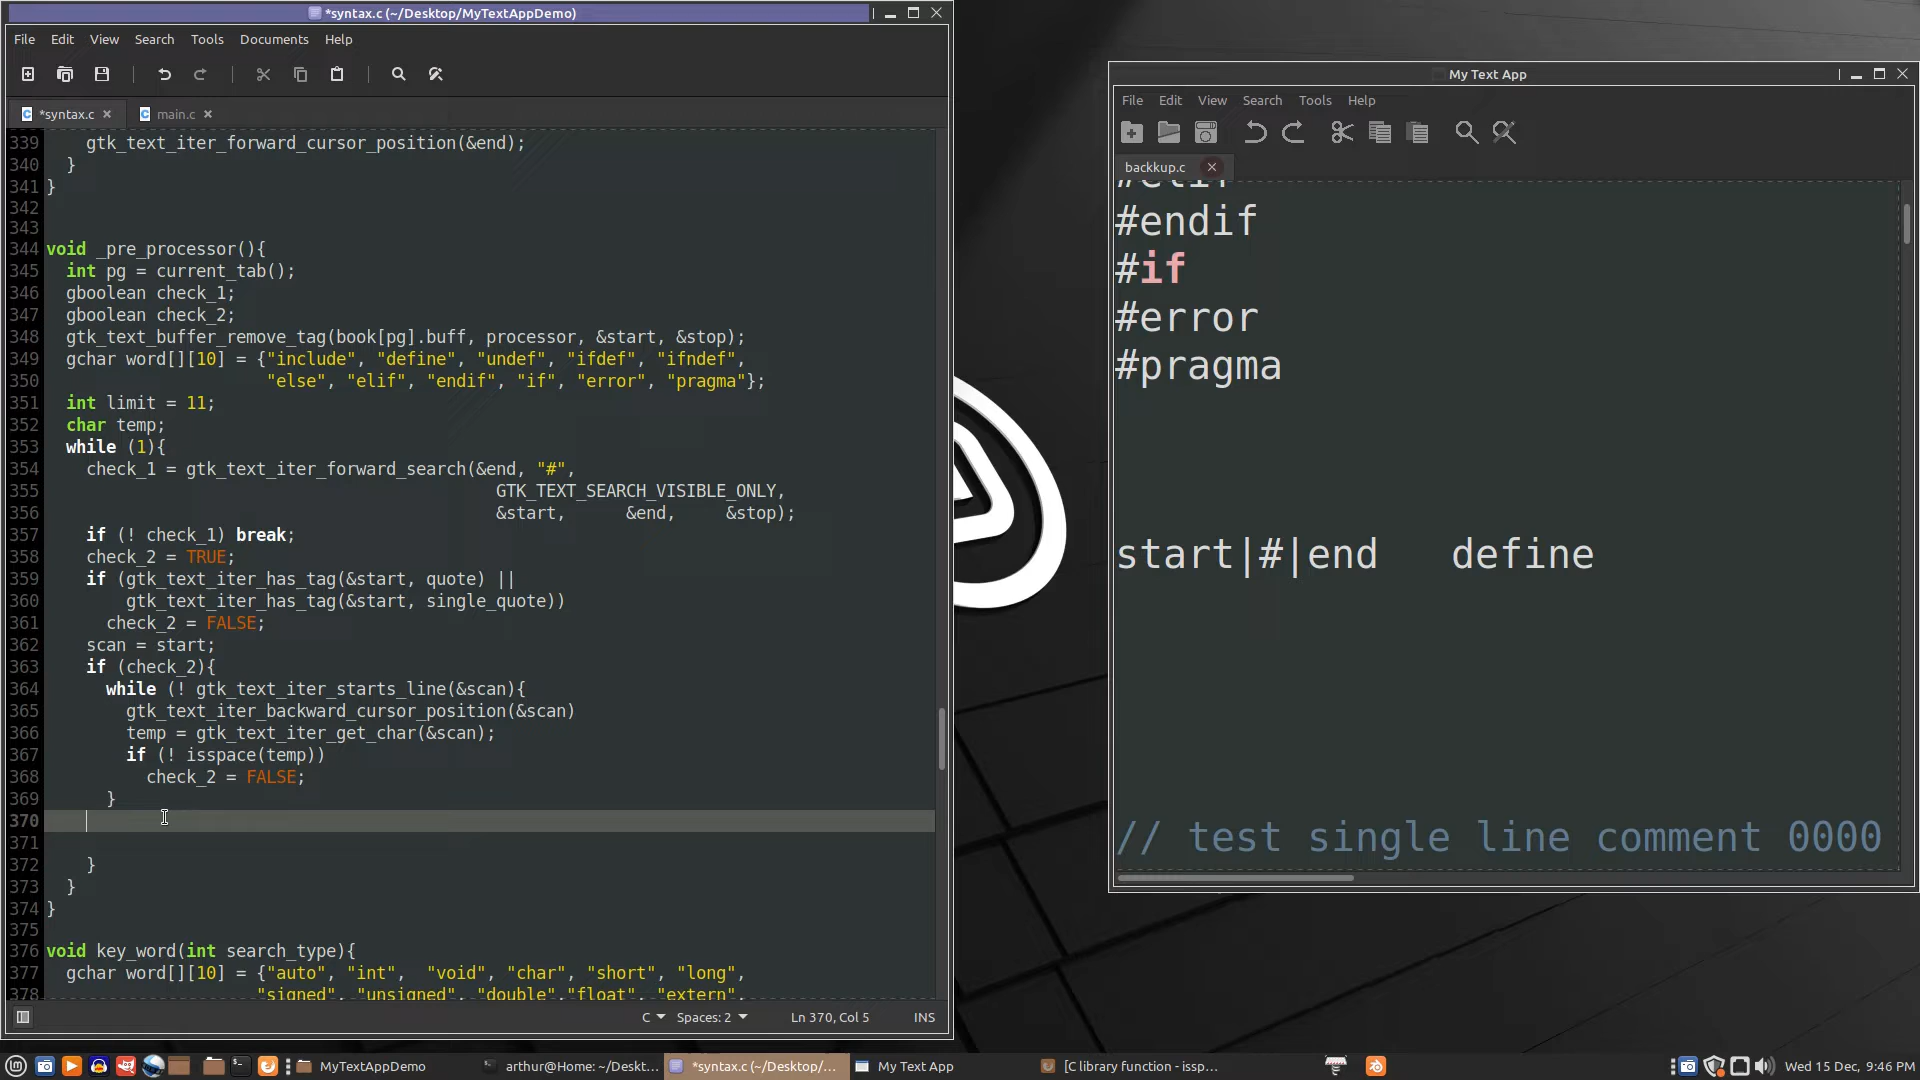 *syntax.c (~/Desktop/MyTextAppDemo)
File Edit View Search Tools Documents Help
*syntax.c
main.c
339 gtk_text_iter_forward_cursor_position(&end);
340 }
341 }
342
343
344 void _pre_processor(){
345 int pg = current_tab();
346 gboolean check_1;
347 gboolean check_2;
348 gtk_text_buffer_remove_tag(book[pg].buff, processor, &start, &stop);
349 gchar word[][10] = {"include", "define", "undef", "ifdef", "ifndef",
350 "else", "elif", "endif", "if", "error", "pragma"};
351 int limit = 11;
352 char temp;
353 while (1){
354 check_1 = gtk_text_iter_forward_search(&end, "#",
355 GTK_TEXT_SEARCH_VISIBLE_ONLY,
356 &start, &end, &stop);
357 if (! check_1) break;
358 check_2 = TRUE;
359 if (gtk_text_iter_has_tag(&start, quote) ||
360 gtk_text_iter_has_tag(&start, single_quote))
361 check_2 = FALSE;
362 scan = start;
363 if (check_2){
364 while (! gtk_text_iter_starts_line(&scan){
365 gtk_text_iter_backward_cursor_position(&scan)
366 temp = gtk_text_iter_get_char(&scan);
367 if (! isspace(temp))
368 check_2 = FALSE;
369 }
370
371
372 }
373 }
374 }
375
376 void key_word(int search_type){
377 gchar word[][10] = {"auto", "int", "void", "char", "short", "long",
378 "signed", "unsigned", "double","float", "extern",
C Spaces: 2 Ln 370, Col 5 INS
My Text App
File Edit View Search Tools Help
backkup.c
#elif
#endif
#if
#error
#pragma
start|#|end define
// test single line comment 0000
MyTextAppDemo
arthur@Home: ~/Deskt...
*syntax.c (~/Desktop/...
My Text App
[C library function - issp...
Wed 15 Dec, 9:46 PM